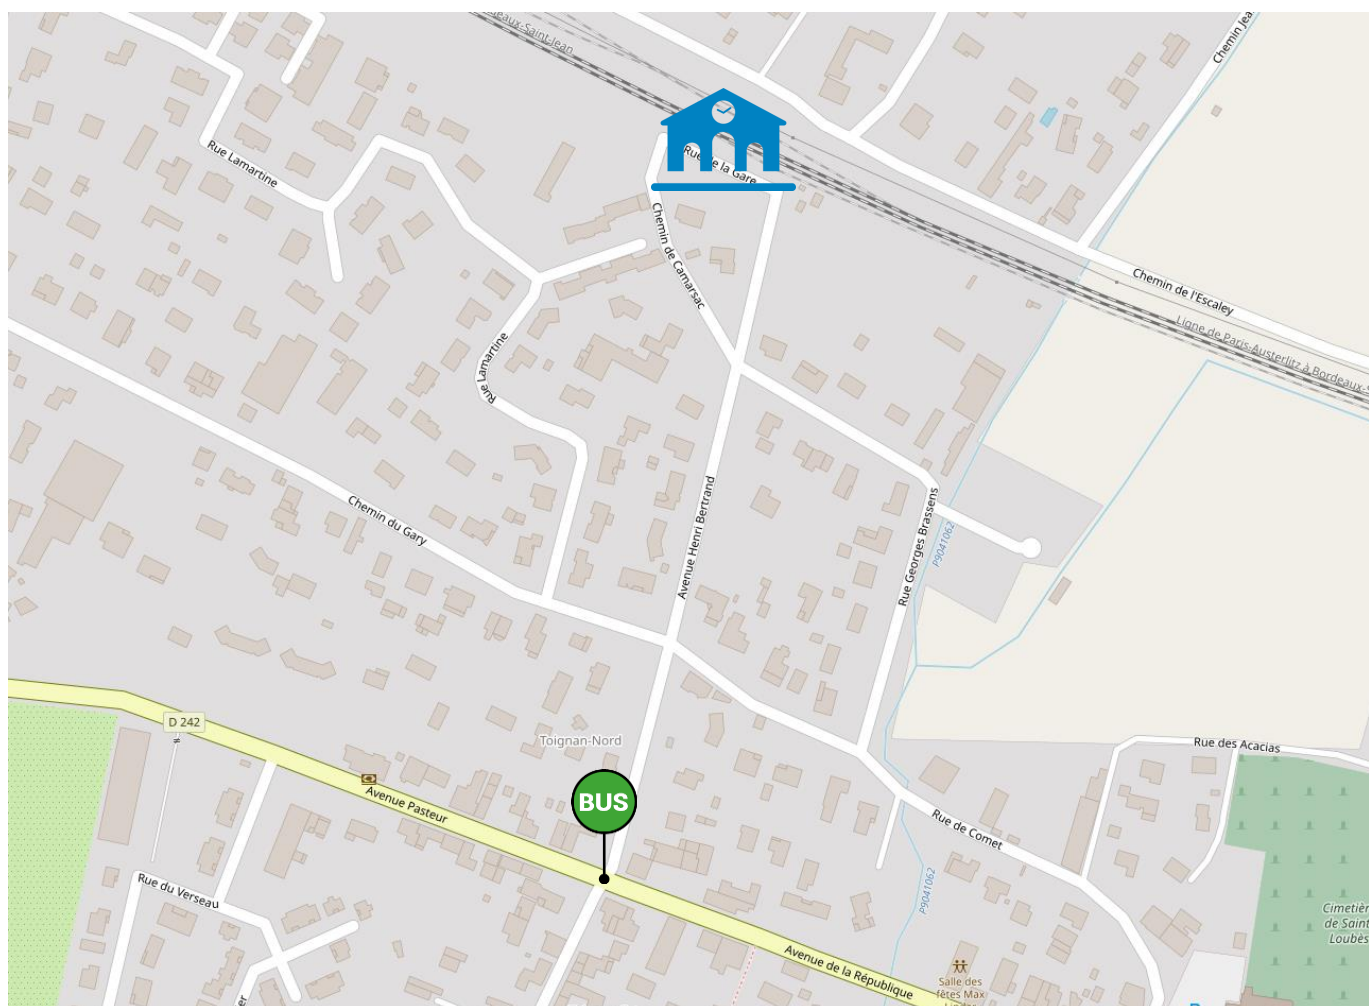 eaux-Saint-Jean
Chemin Jea
Rue de la Gare
Rue Lamartine
Chemin de Camarsac
Chemin de l'Escaley
Ligne de Paris-Austerlitz à Bordeaux-S
Rue Lamartine
Chemin du Gary
Avenue Henri Bertrand
Rue Georges Brassens
P9041062
D 242
Toignan-Nord
Rue des Acacias
BUS
Avenue Pasteur
Rue de Comet
Rue du Verseau
P9041062
Cimetièr
de Saint
Loubès
Avenue de la République
Salle des
fêtes Max
er